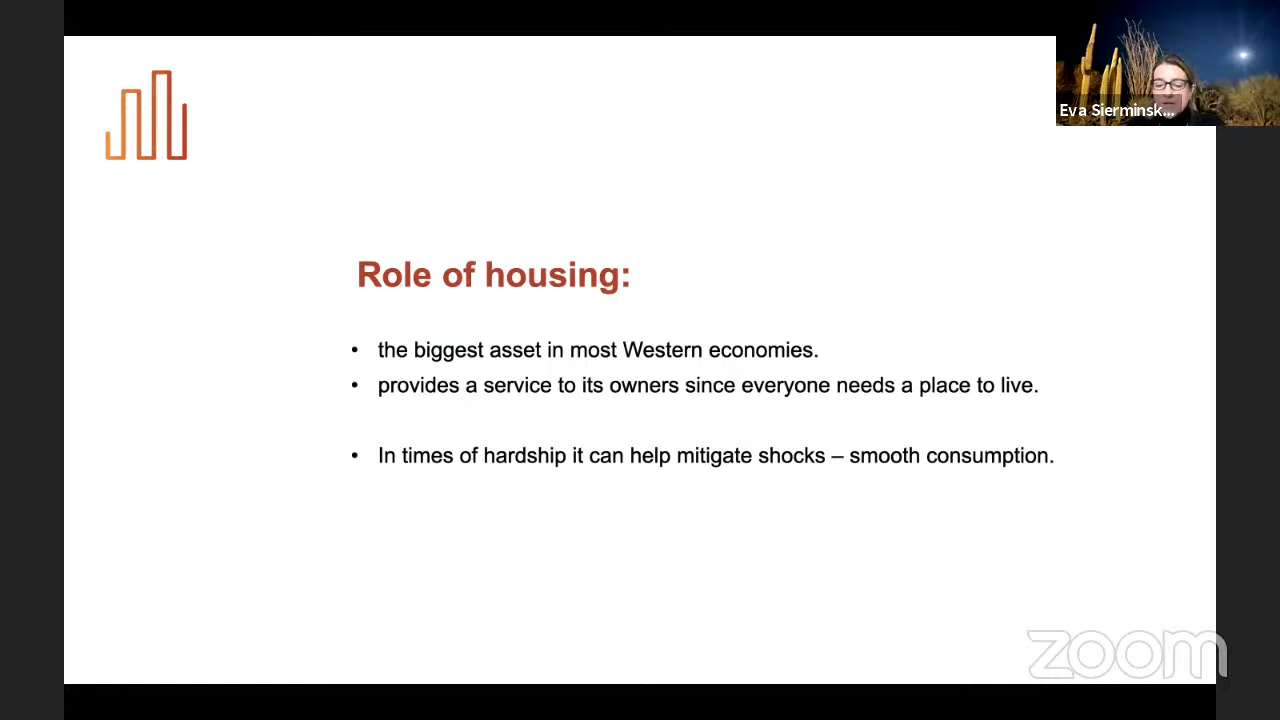 Eva Sierminsk...
Role of housing:
• the biggest asset in most Western economies.
• provides a service to its owners since everyone needs a place to live.
• In times of hardship it can help mitigate shocks – smooth consumption.
zoom